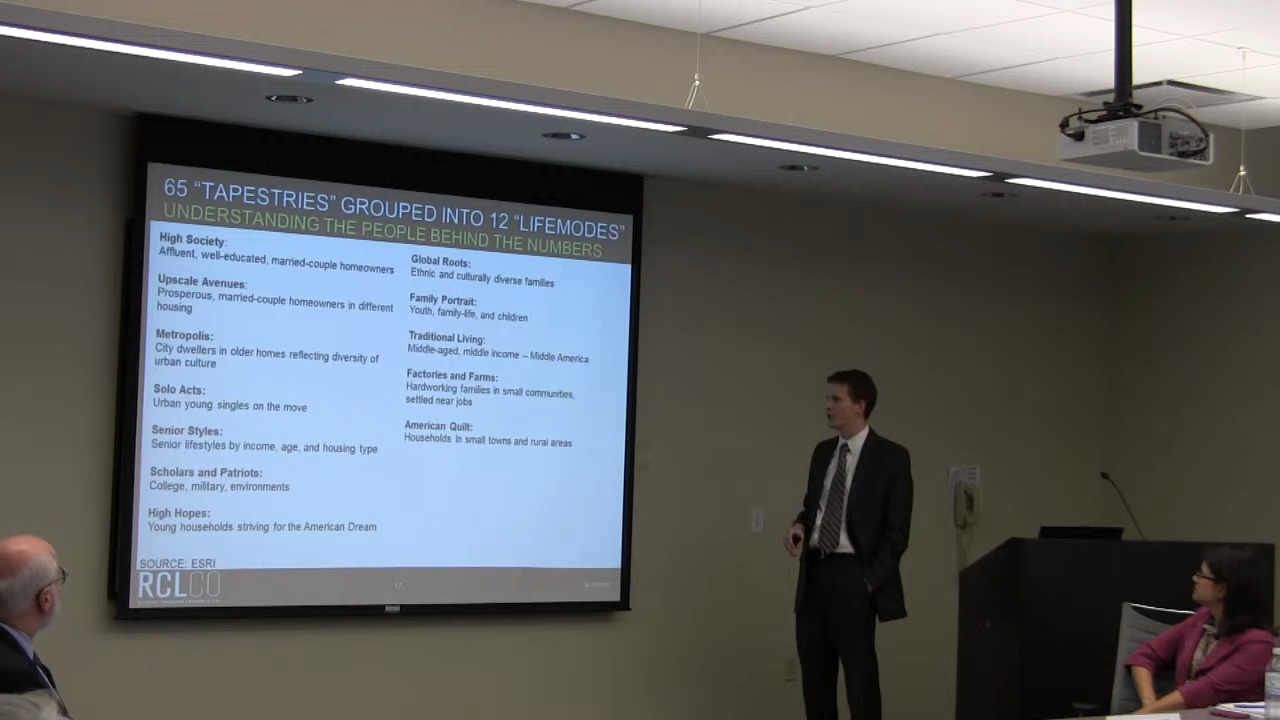 65 "TAPESTRIES" GROUPED INTO 12 "LIFEMODES"
UNDERSTANDING THE PEOPLE BEHIND THE NUMBERS
High Society:
Affluent, well-educated, married-couple homeowners
Upscale Avenues:
Prosperous, married-couple homeowners in different
housing
Metropolis:
City dwellers in older homes reflecting diversity of
urban culture
Solo Acts:
Urban young singles on the move
Senior Styles:
Senior lifestyles by income, age, and housing type
Scholars and Patriots:
College, military, environments
High Hopes:
Young households striving for the American Dream
Global Roots:
Ethnic and culturally diverse families
Family Portrait:
Youth, family-life, and children
Traditional Living:
Middle-aged, middle income – Middle America
Factories and Farms:
Hardworking families in small communities,
settled near jobs
American Quilt:
Households in small towns and rural areas
SOURCE: ESRI
RCLCO